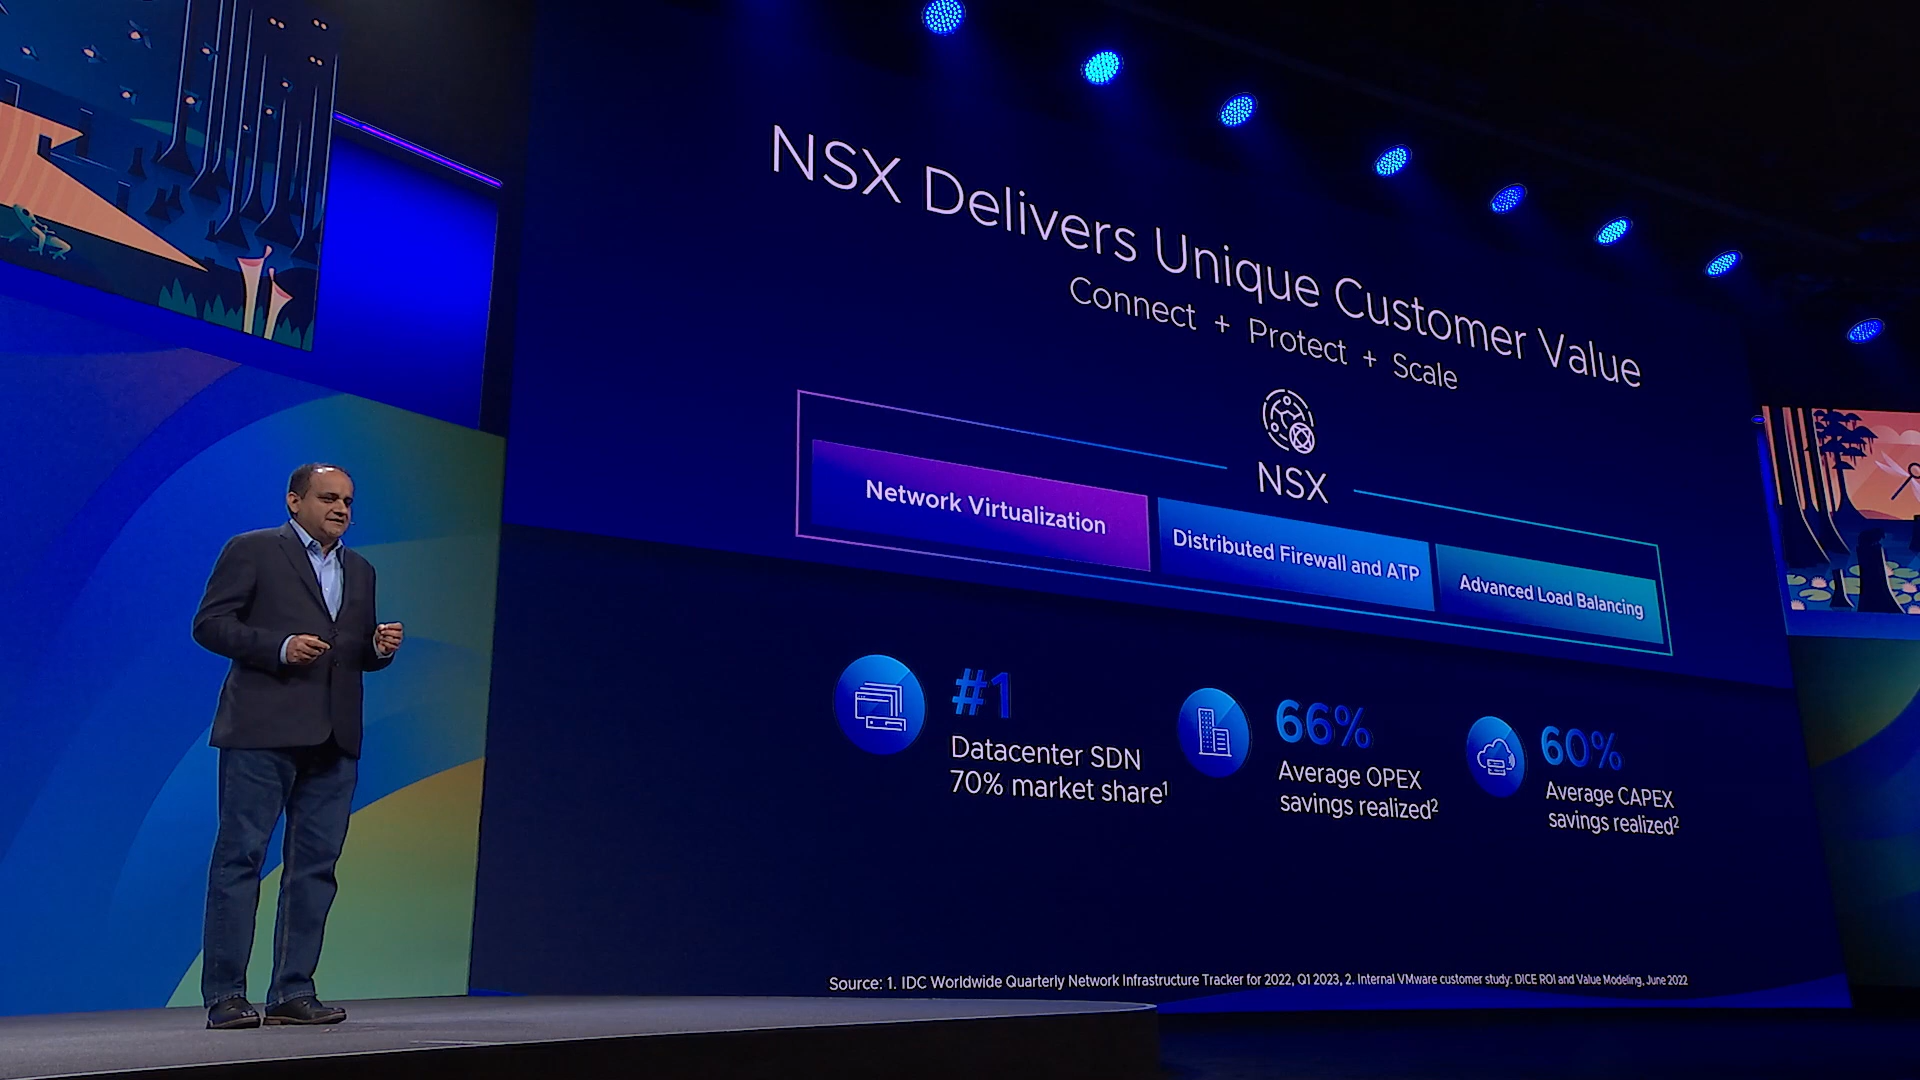 NSX Delivers Unique Customer Value
Connect + Protect + Scale
NSX
Network Virtualization
Distributed Firewall and ATP
Advanced Load Balancing
#1
Datacenter SDN
70% market share¹
66%
Average OPEX
savings realized²
60%
Average CAPEX
savings realized²
Source: 1. IDC Worldwide Quarterly Network Infrastructure Tracker for 2022, Q1 2023, 2. Internal VMware customer study: DICE ROI and Value Modeling, June 2022